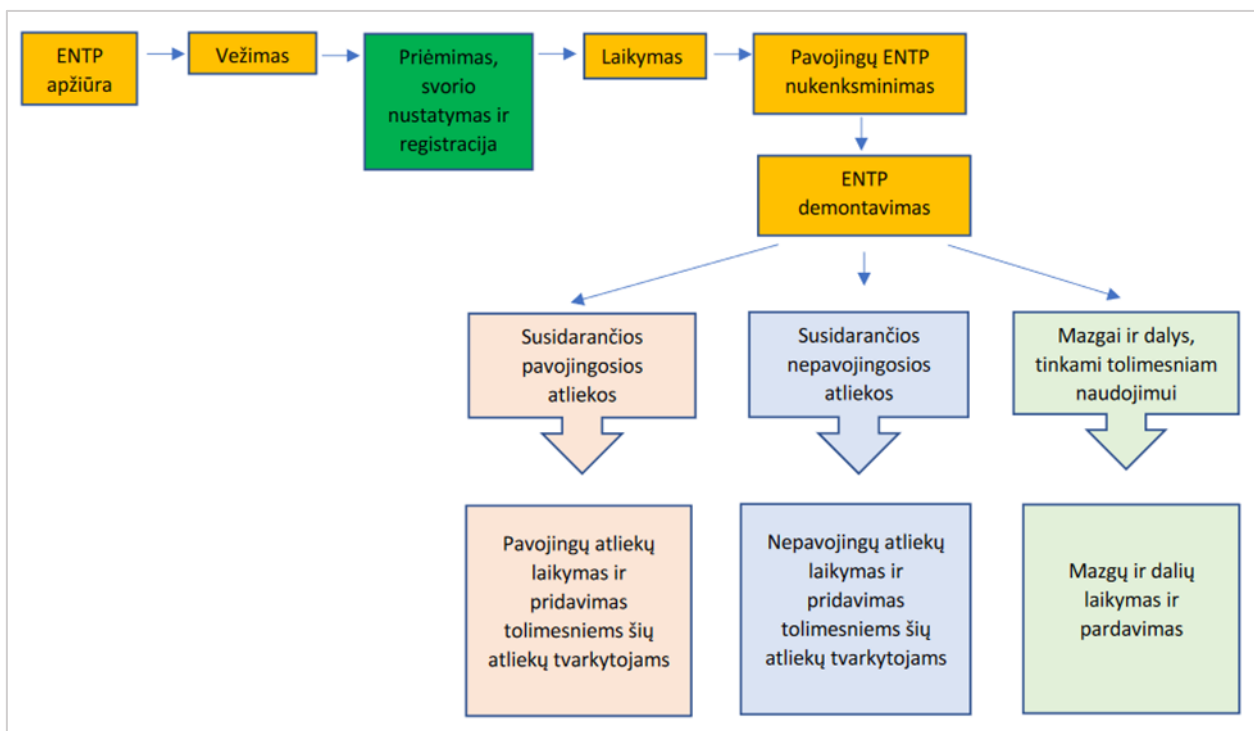 ENTP
apžiūra
Vežimas
Priėmimas,
svorio
nustatymas ir
registracija
Laikymas
Pavojingų ENTP
nukenksminimas
ENTP
demontavimas
Susidarančios
pavojingosios
atliekos
Susidarančios
nepavojingosios
atliekos
Mazgai ir dalys,
tinkami tolimesniam
naudojimui
Pavojingų atliekų
laikymas ir
pridavimas
tolimesniems šių
atliekų tvarkytojams
Nepavojingų atliekų
laikymas ir
pridavimas
tolimesniems šių
atliekų tvarkytojams
Mazgų ir dalių
laikymas ir
pardavimas